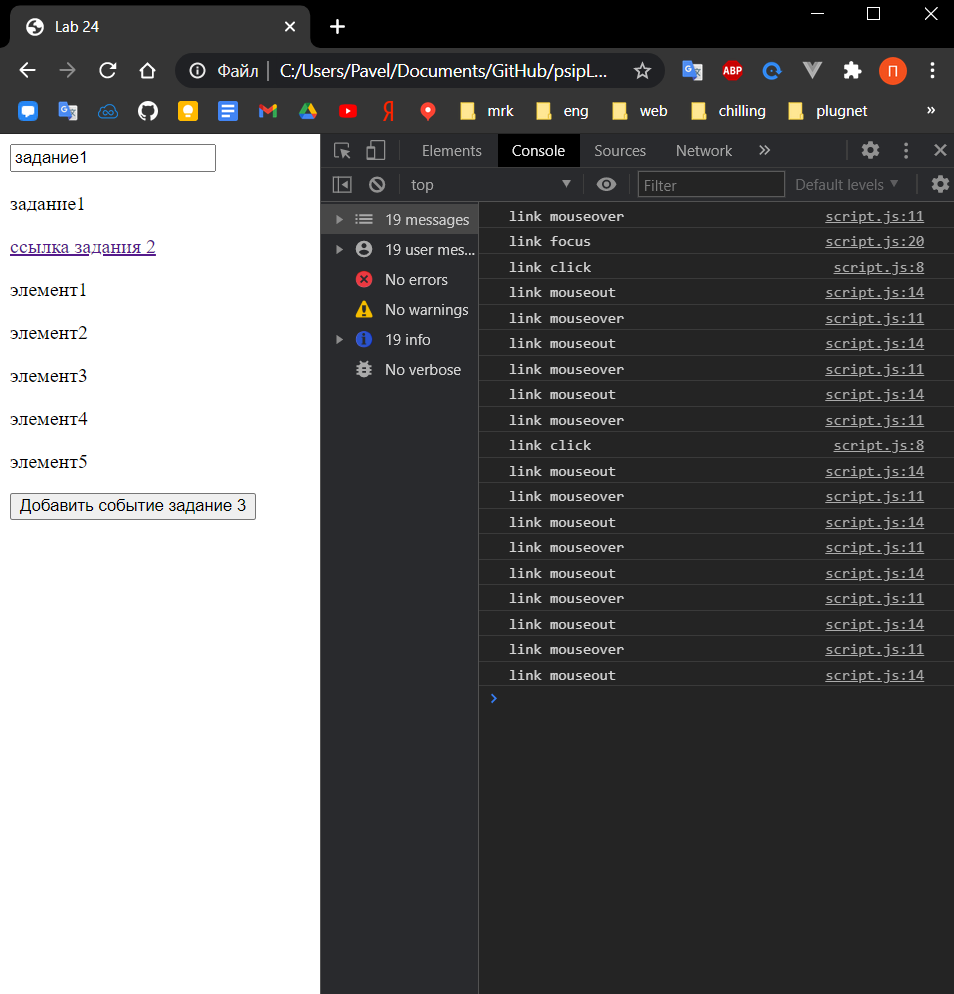 Lab 24
Файл C:/Users/Pavel/Documents/GitHub/psipL...
ABP П
mrk eng web chilling plugnet »
задание1
задание1
ссылка задания 2
элемент1
элемент2
элемент3
элемент4
элемент5
Добавить событие задание 3
Elements Console Sources Network »
top Filter Default levels
19 messages
19 user mes...
No errors
No warnings
19 info
No verbose
link mouseover script.js:11
link focus script.js:20
link click script.js:8
link mouseout script.js:14
link mouseover script.js:11
link mouseout script.js:14
link mouseover script.js:11
link mouseout script.js:14
link mouseover script.js:11
link click script.js:8
link mouseout script.js:14
link mouseover script.js:11
link mouseout script.js:14
link mouseover script.js:11
link mouseout script.js:14
link mouseover script.js:11
link mouseout script.js:14
link mouseover script.js:11
link mouseout script.js:14